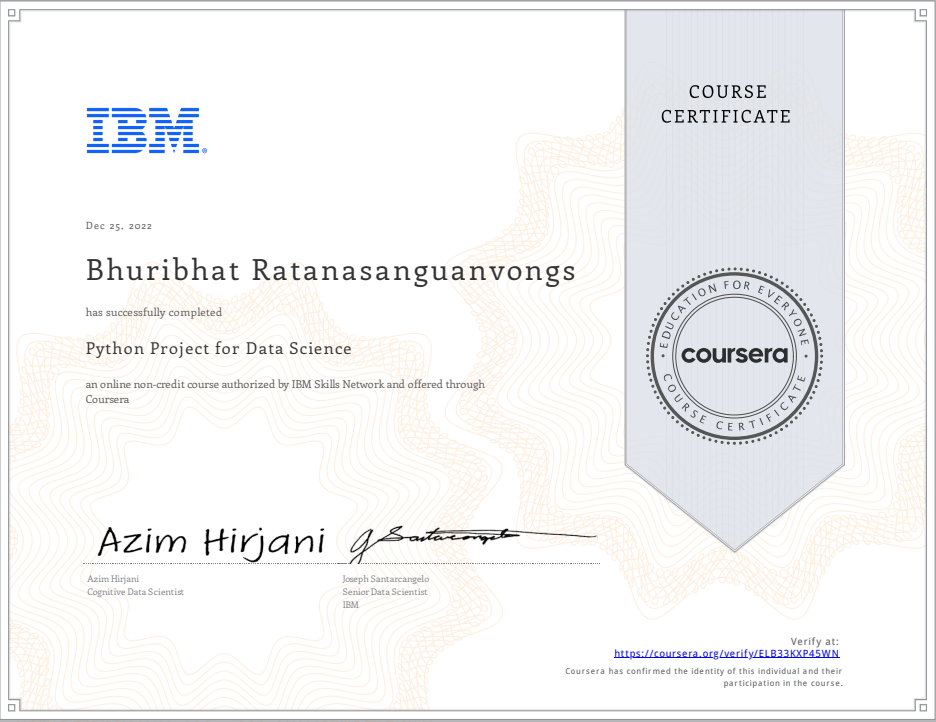 IBM®
COURSE
CERTIFICATE
Dec 25, 2022
Bhuribhat Ratanasanguanvongs
has successfully completed
Python Project for Data Science
an online non-credit course authorized by IBM Skills Network and offered through
Coursera
EDUCATION FOR EVERYONE
coursera
COURSE CERTIFICATE
Azim Hirjani
J Santarcangelo
Azim Hirjani
Cognitive Data Scientist
Joseph Santarcangelo
Senior Data Scientist
IBM
Verify at:
https://coursera.org/verify/ELB33KXP45WN
Coursera has confirmed the identity of this individual and their
participation in the course.